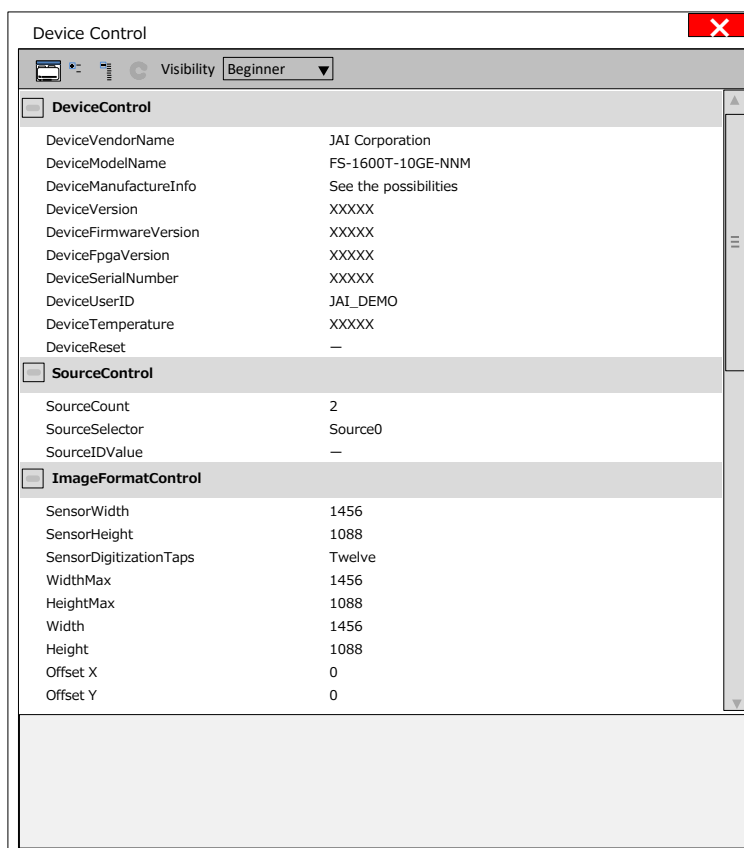 Device Control
Visibility Beginner
DeviceControl
DeviceVendorName JAI Corporation
DeviceModelName FS-1600T-10GE-NNM
DeviceManufactureInfo See the possibilities
DeviceVersion XXXXX
DeviceFirmwareVersion XXXXX
DeviceFpgaVersion XXXXX
DeviceSerialNumber XXXXX
DeviceUserID JAI_DEMO
DeviceTemperature XXXXX
DeviceReset —
SourceControl
SourceCount 2
SourceSelector Source0
SourceIDValue —
ImageFormatControl
SensorWidth 1456
SensorHeight 1088
SensorDigitizationTaps Twelve
WidthMax 1456
HeightMax 1088
Width 1456
Height 1088
Offset X 0
Offset Y 0